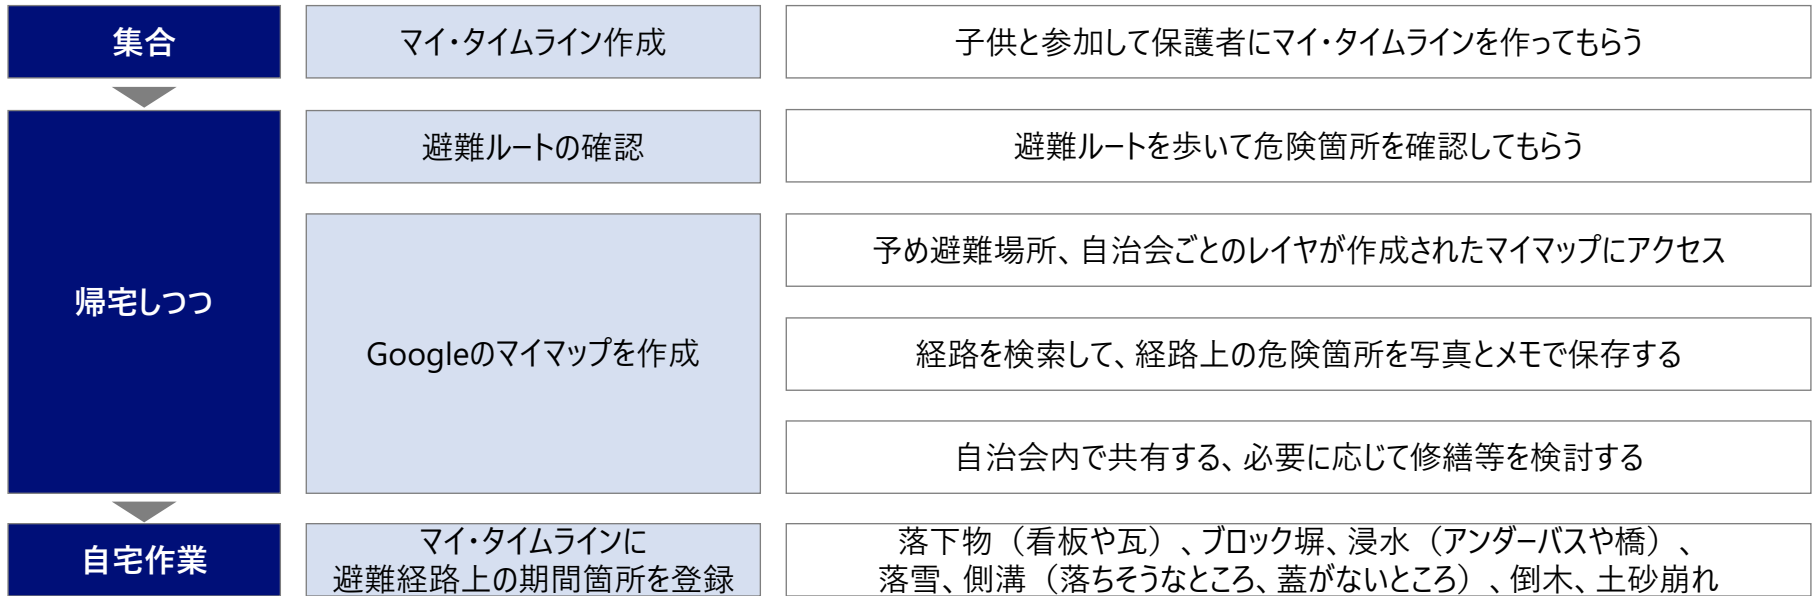 集合
マイ・タイムライン作成
子供と参加して保護者にマイ・タイムラインを作ってもらう
帰宅しつつ
避難ルートの確認
避難ルートを歩いて危険箇所を確認してもらう
Googleのマイマップを作成
予め避難場所、自治会ごとのレイヤが作成されたマイマップにアクセス
経路を検索して、経路上の危険箇所を写真とメモで保存する
自治会内で共有する、必要に応じて修繕等を検討する
自宅作業
マイ・タイムラインに
避難経路上の期間箇所を登録
落下物（看板や瓦）、ブロック塀、浸水（アンダーバスや橋）、
落雪、側溝（落ちそうなところ、蓋がないところ）、倒木、土砂崩れ